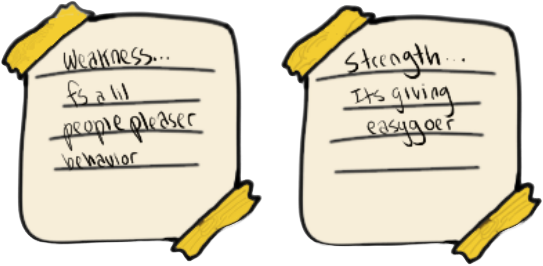 Weakness...
fs a lil
people pleaser
behavior
Strength...
Its giving
easygoer